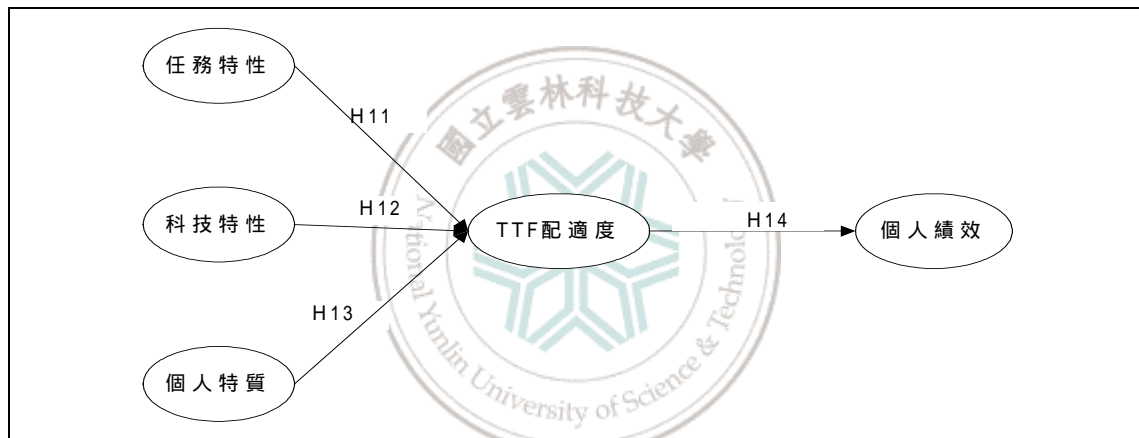 任務特性
H11
國立雲林科技大學
科技特性
H12
TTF配適度
H14
個人績效
H13
個人特質
National Yunlin University of Science & Technology